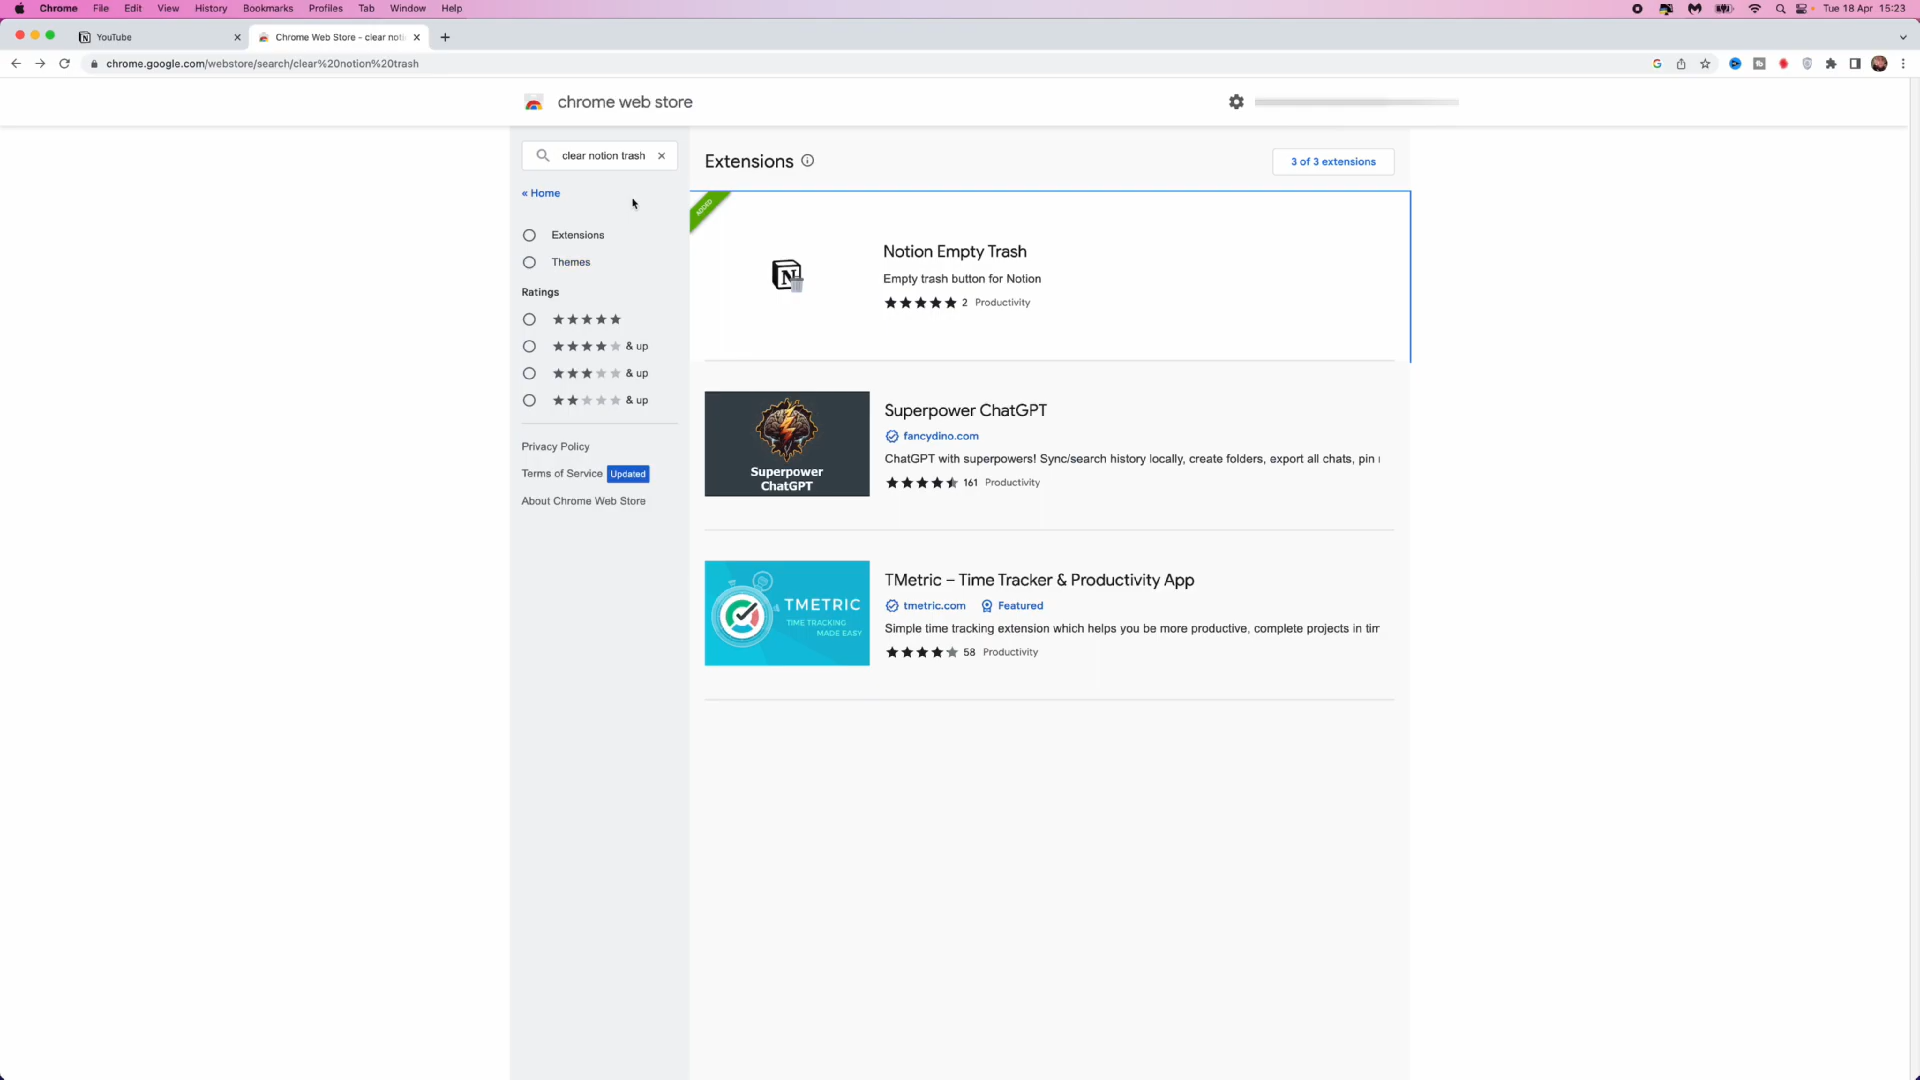 Chrome File Edit View History Bookmarks Profiles Tab Window Help Tue 18 Apr 15:23
YouTube
Chrome Web Store - clear noti
chrome.google.com/webstore/search/clear%20notion%20trash
chrome web store
clear notion trash
« Home
Extensions
Themes
Ratings
& up
& up
& up
Privacy Policy
Terms of Service Updated
About Chrome Web Store
Extensions
3 of 3 extensions
ADDED
Notion Empty Trash
Empty trash button for Notion
2 Productivity
Superpower
ChatGPT
Superpower ChatGPT
fancydino.com
ChatGPT with superpowers! Sync/search history locally, create folders, export all chats, pin
161 Productivity
TMETRIC
TIME TRACKING
MADE EASY
TMetric – Time Tracker & Productivity App
tmetric.com Featured
Simple time tracking extension which helps you be more productive, complete projects in
58 Productivity